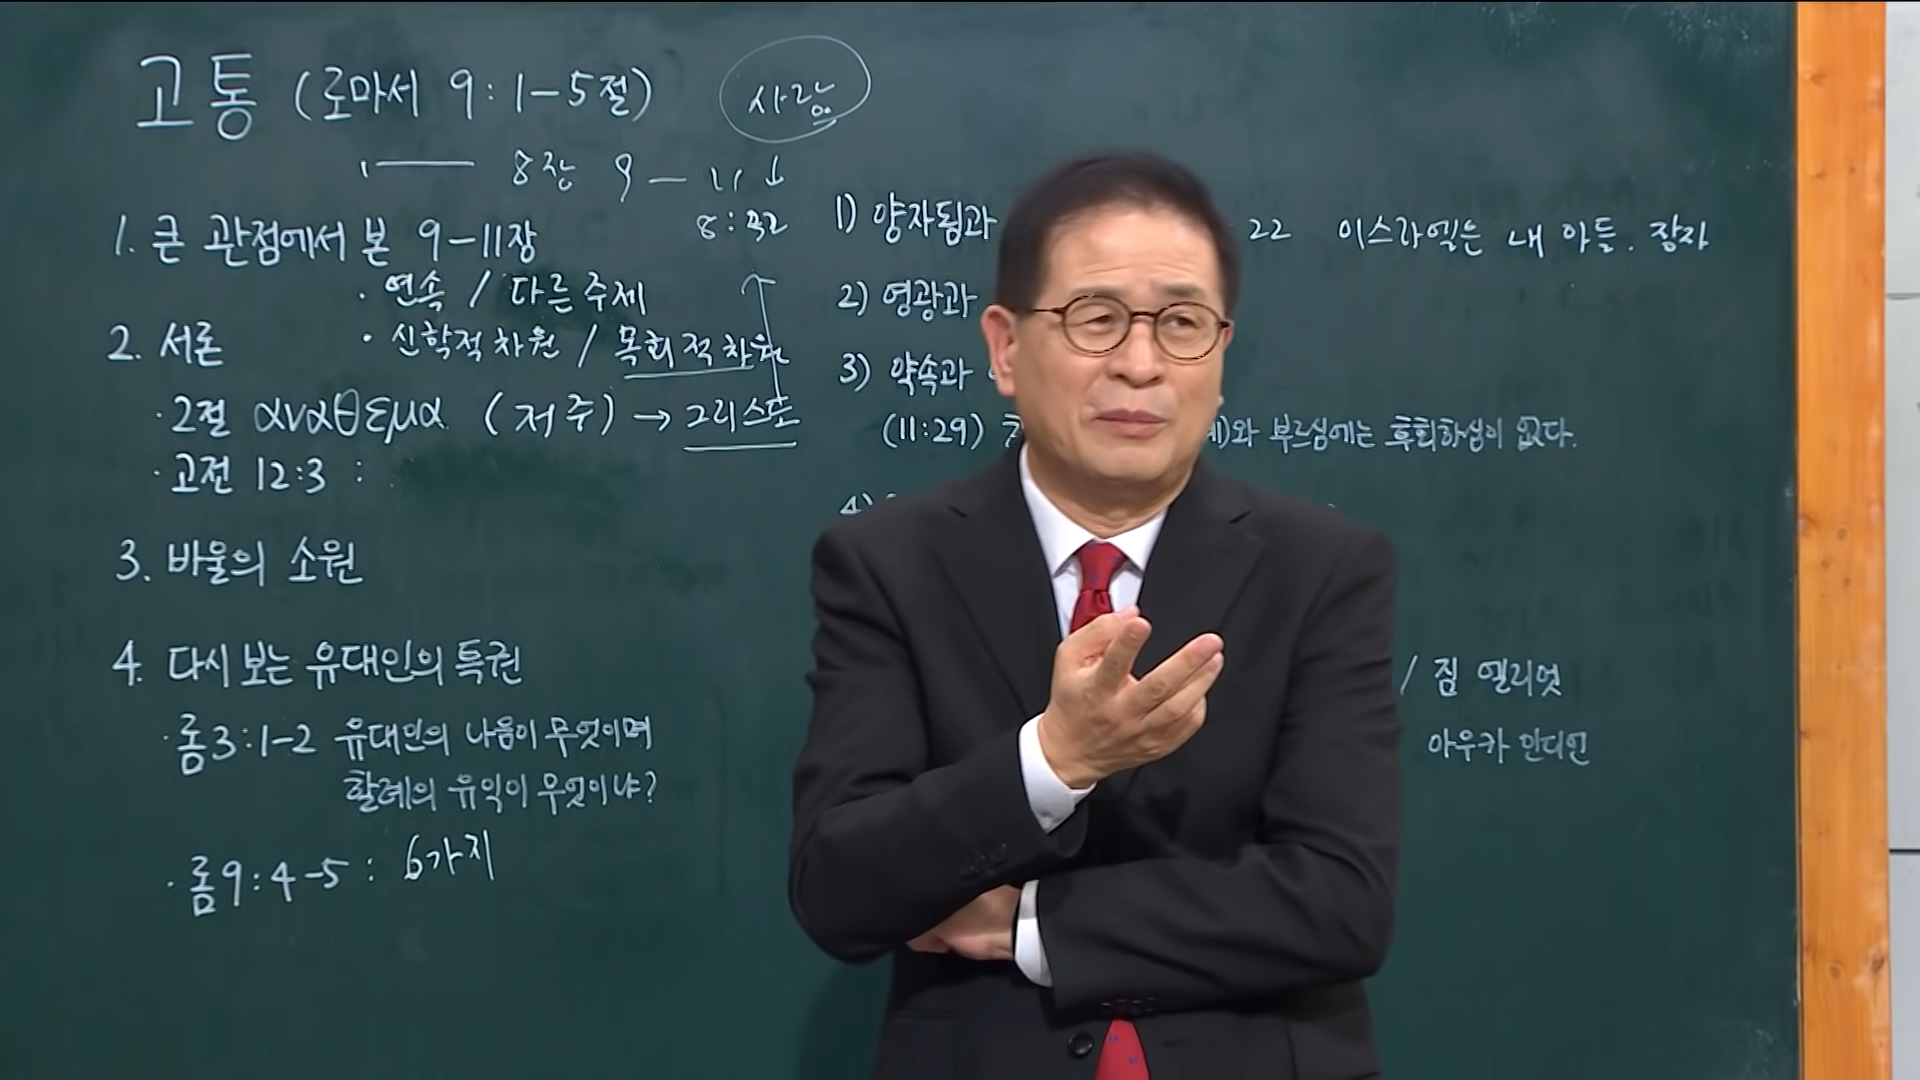 고통 (로마서 9:1-5절) 사랑
1 8장 9-11 ↓
1. 큰 관점에서 본 9-11장
8:32
· 연속 / 다른 주제
2. 서론
· 신학적 차원 / 목회적 차원
· 2절 αναθεμα (저주) → 그리스도
· 고전 12:3 :
3. 바울의 소원
4. 다시 보는 유대인의 특권
· 롬3:1-2 유대인의 나음이 무엇이며
할례의 유익이 무엇이냐?
· 롬9:4-5 : 6가지
1) 양자됨과 22 이스라엘은 내 아들. 장자
2) 영광과
3) 약속과
(11:29) 와 부르심에는 후회하심이 없다.
4)
/ 짐 엘리엇
아우카 인디언